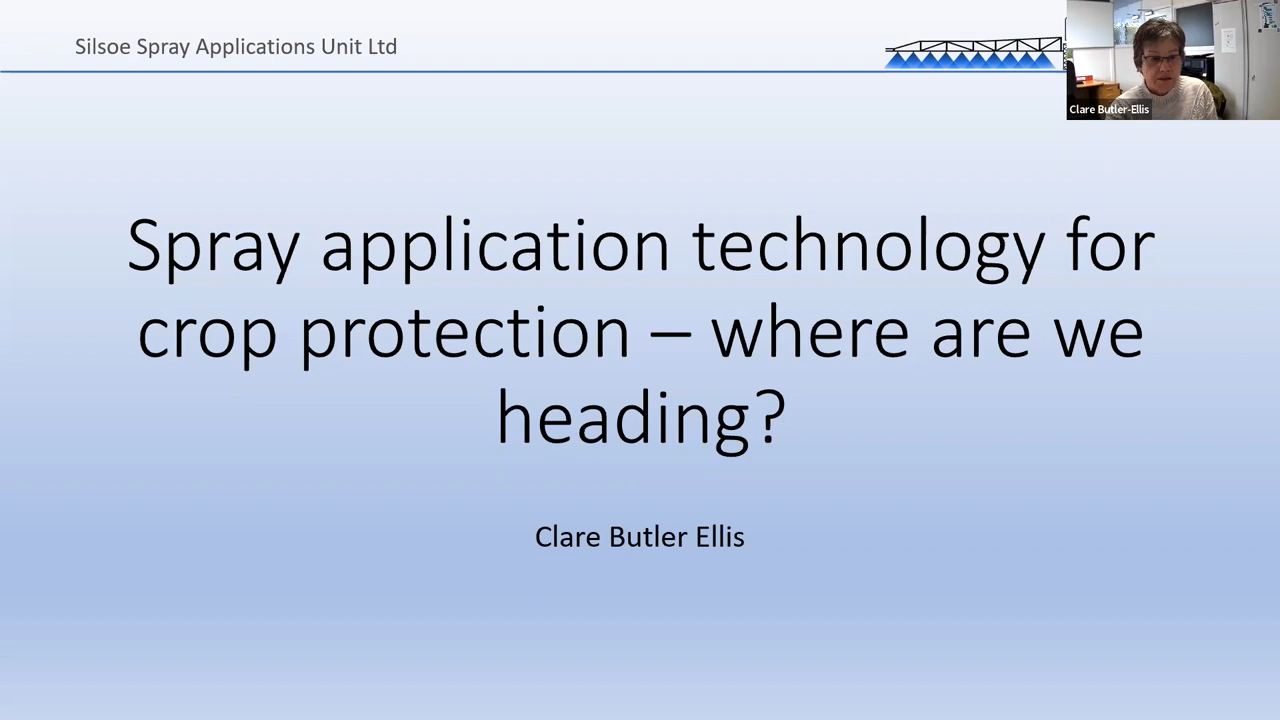 Silsoe Spray Applications Unit Ltd
Clare Butler-Ellis
Spray application technology for
crop protection – where are we
heading?
Clare Butler Ellis